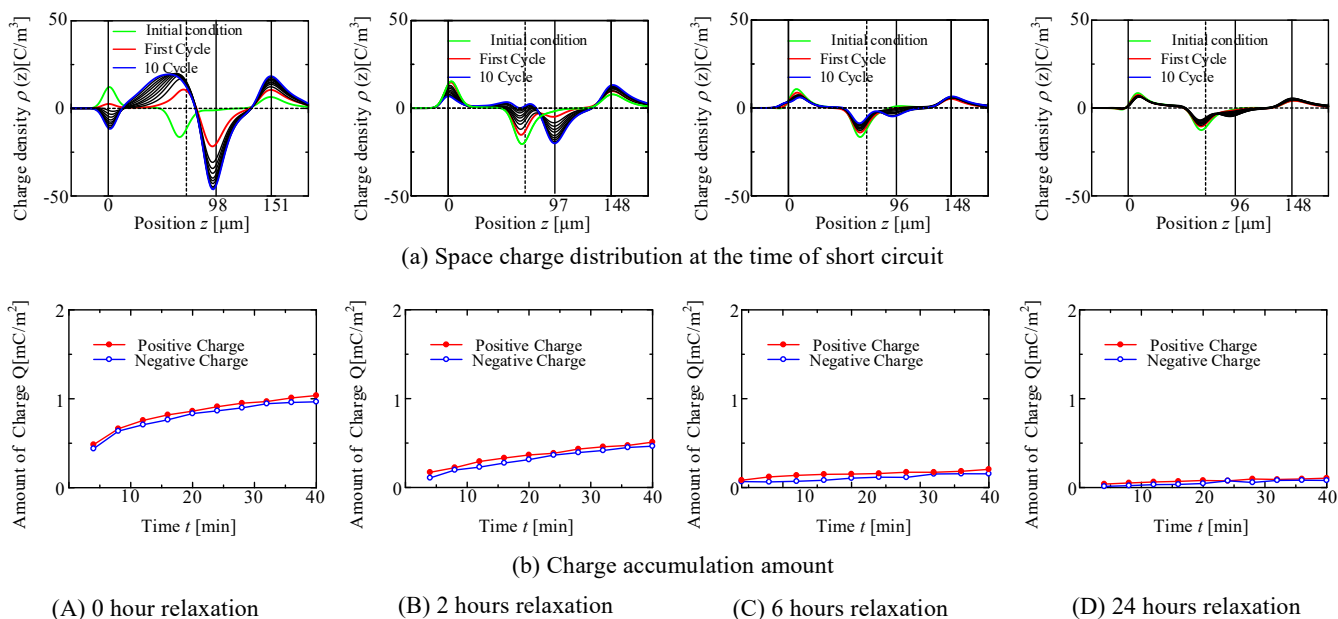 50
Charge density ρ (z)[C/m³]
Initial condition
First Cycle
10 Cycle
0
-50
0 98 151
Position z [μm]
50
Charge density ρ (z)[C/m³]
Initial condition
First Cycle
10 Cycle
0
-50
0 97 148
Position z [μm]
50
Charge density ρ (z)[C/m³]
Initial condition
First Cycle
10 Cycle
0
-50
0 96 148
Position z [μm]
50
Charge density ρ (z)[C/m³]
Initial condition
First Cycle
10 Cycle
0
-50
0 96 148
Position z [μm]
(a) Space charge distribution at the time of short circuit
Amount of Charge Q[mC/m²]
2
Positive Charge
Negative Charge
1
0
10 20 30 40
Time t [min]
Amount of Charge Q[mC/m²]
2
Positive Charge
Negative Charge
1
0
10 20 30 40
Time t [min]
Amount of Charge Q[mC/m²]
2
Positive Charge
Negative Charge
1
0
10 20 30 40
Time t [min]
Amount of Charge Q[mC/m²]
2
Positive Charge
Negative Charge
1
0
10 20 30 40
Time t [min]
(b) Charge accumulation amount
(A) 0 hour relaxation
(B) 2 hours relaxation
(C) 6 hours relaxation
(D) 24 hours relaxation